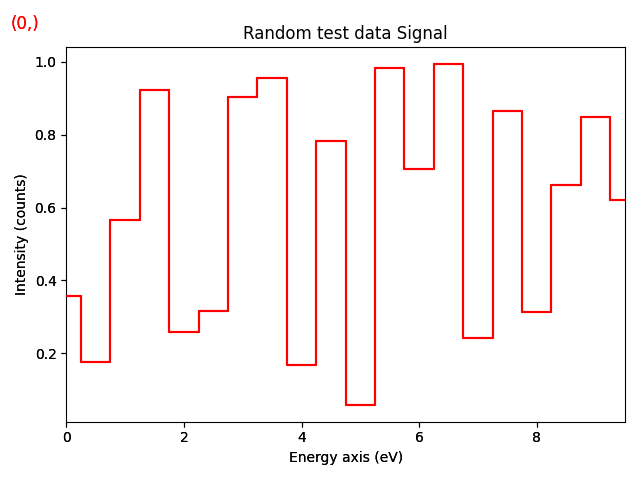 (0,)
Random test data Signal
1.0
0.8
0.6
0.4
0.2
Intensity (counts)
0 2 4 6 8
Energy axis (eV)